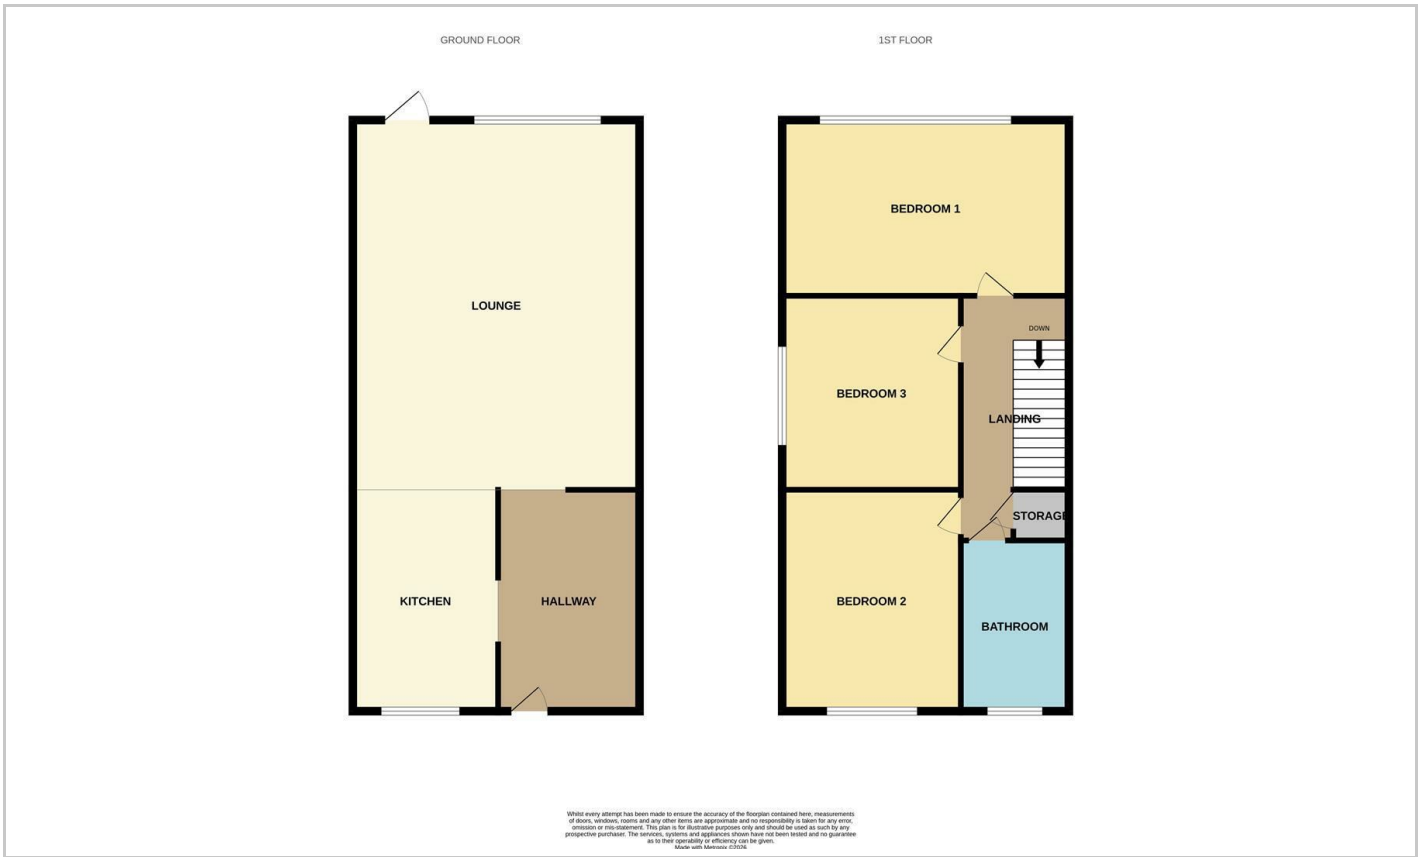 GROUND FLOOR
1ST FLOOR
LOUNGE
KITCHEN
HALLWAY
BEDROOM 1
DOWN
BEDROOM 3
LANDING
STORAGE
BEDROOM 2
BATHROOM
Whilst every attempt has been made to ensure the accuracy of the floorplan contained here, measurements
of doors, windows, rooms and any other items are approximate and no responsibility is taken for any error,
omission or mis-statement. This plan is for illustrative purposes only and should be used as such by any
prospective purchaser. The services, systems and appliances shown have not been tested and no guarantee
as to their operability or efficiency can be given.
Made with Metropix ©2026